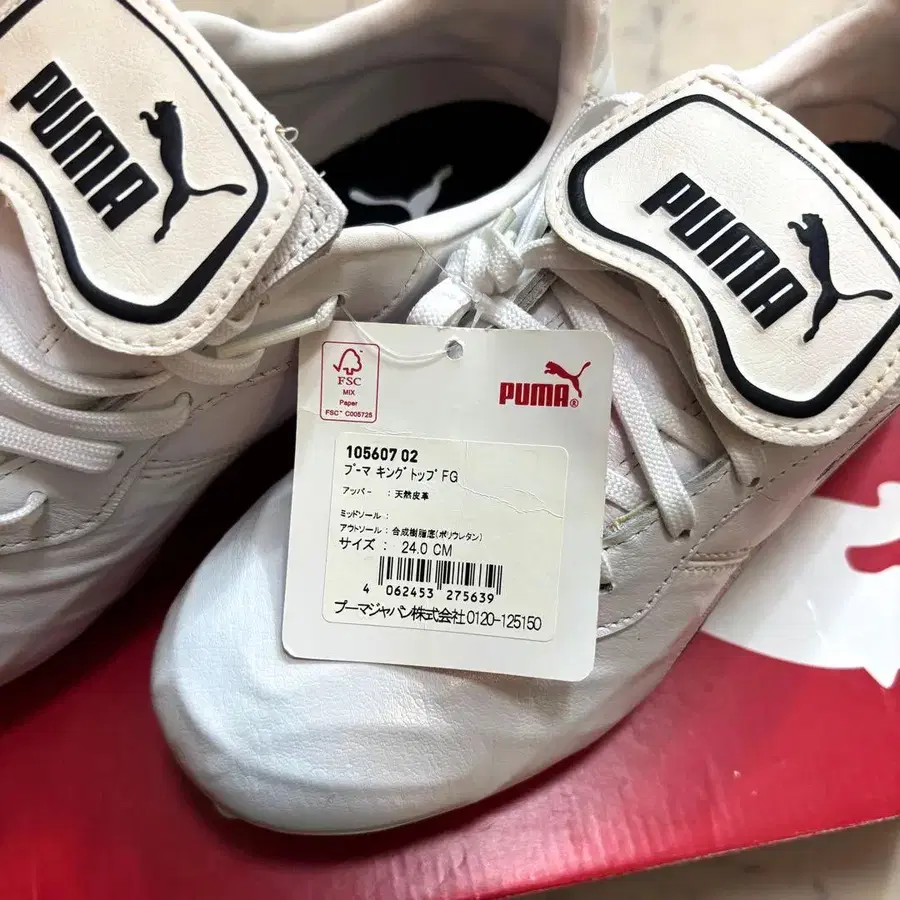 PUMA
PUMA
FSC
MIX
Paper
FSC™ C005725
PUMA®
105607 02
プーマ キング トップ FG
アッパー : 天然皮革
ミッドソール :
アウトソール : 合成樹脂底(ポリウレタン)
サイズ : 24.0 CM
4 062453 275639
プーマジャパン株式会社 0120-125150